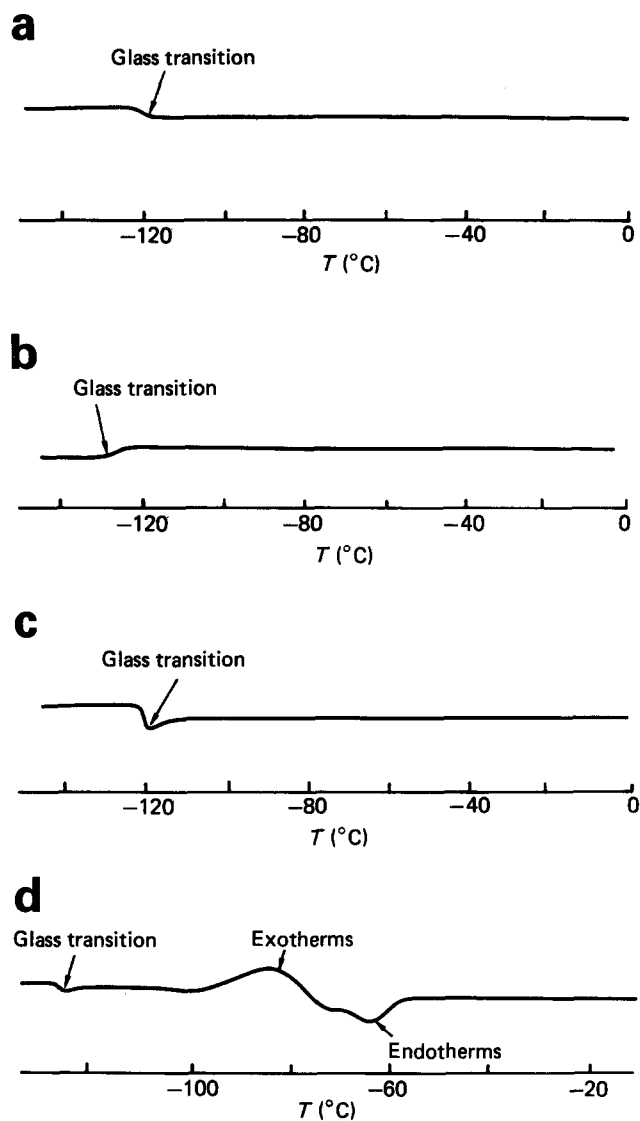 a
Glass transition
−120 −80 −40 0
T (°C)
b
Glass transition
−120 −80 −40 0
T (°C)
c
Glass transition
−120 −80 −40 0
T (°C)
d
Glass transition Exotherms
Endotherms
−100 −60 −20
T (°C)